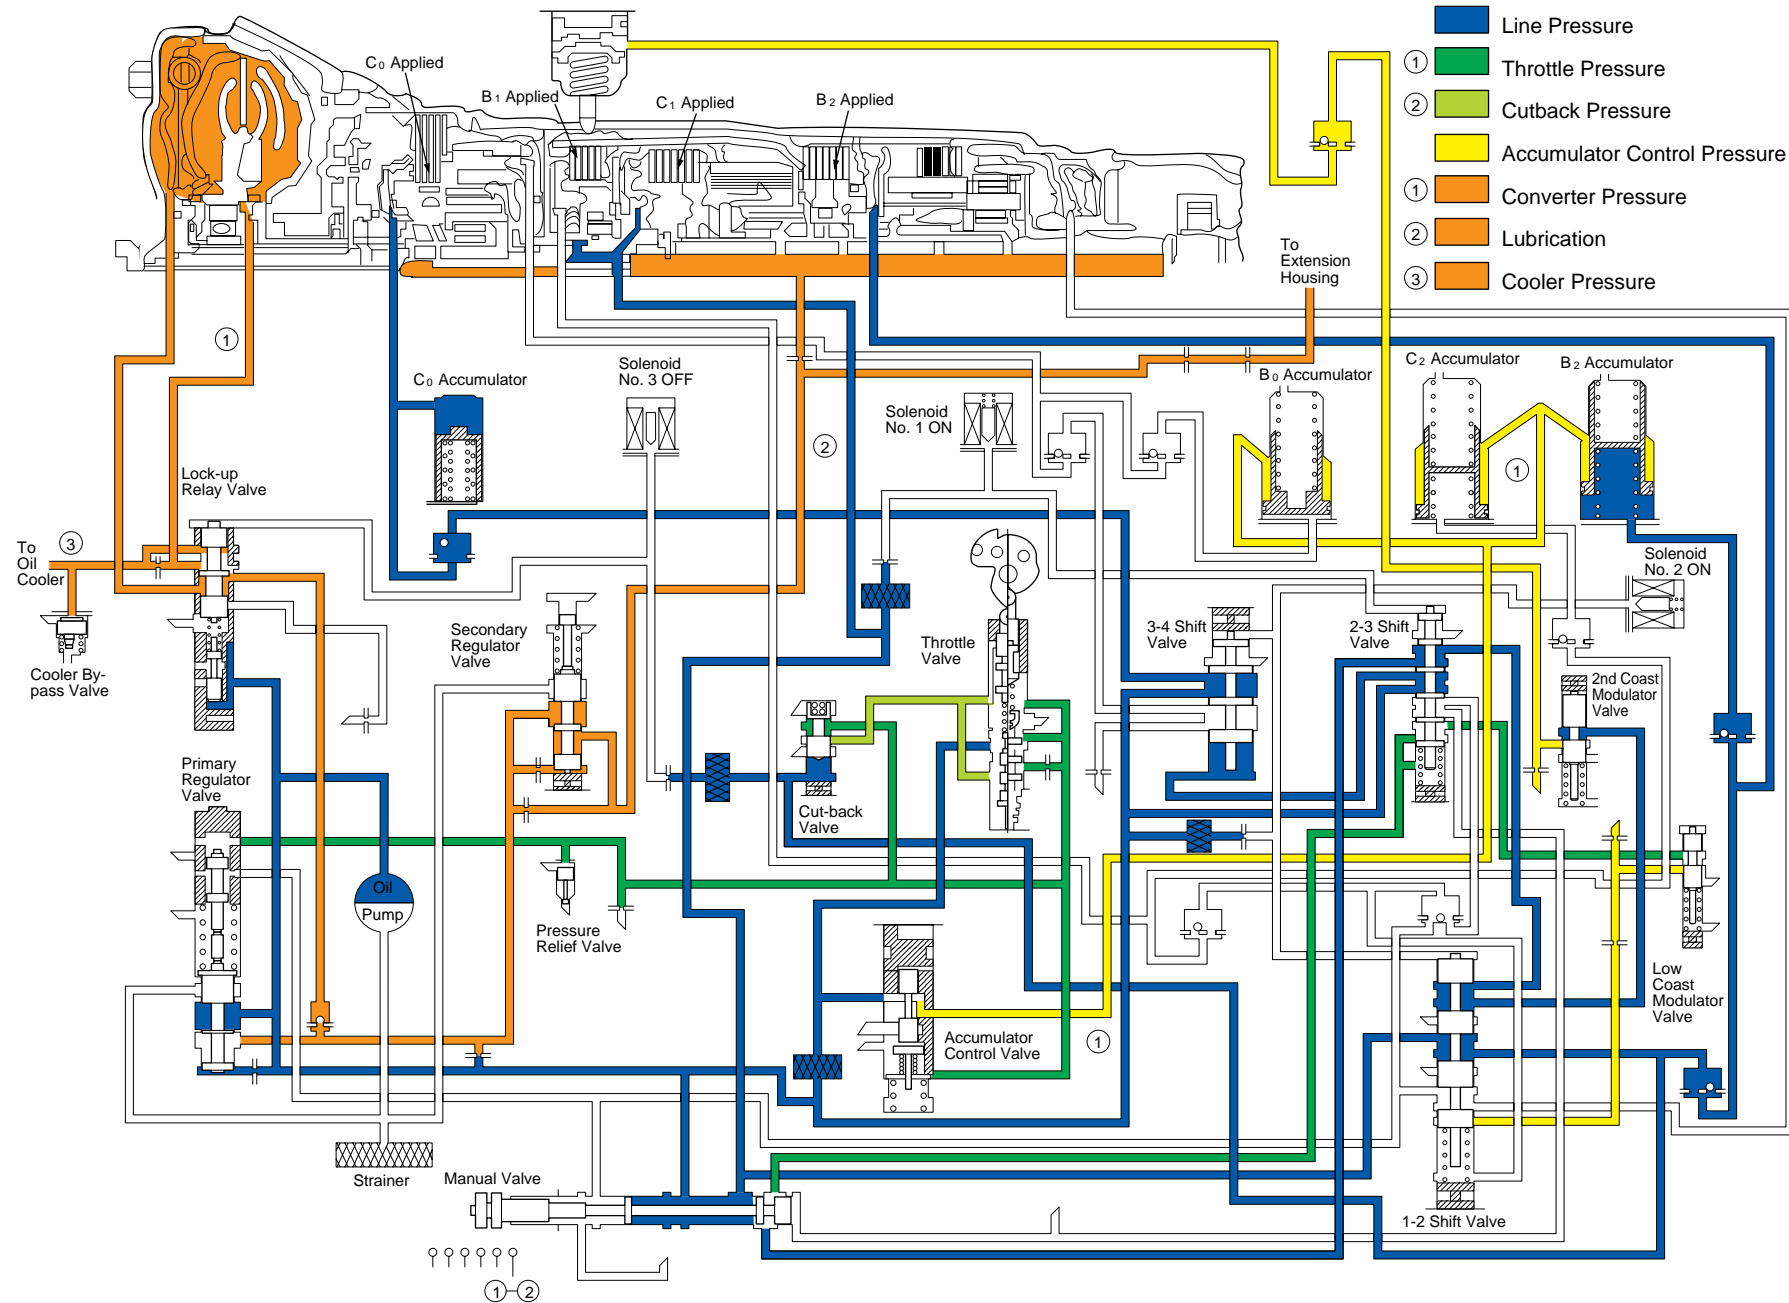 Line Pressure
1 Throttle Pressure
2 Cutback Pressure
Accumulator Control Pressure
1 Converter Pressure
2 Lubrication
3 Cooler Pressure
C0 Applied
B1 Applied
C1 Applied
B2 Applied
To
Extension
Housing
1
Solenoid
No. 3 OFF
C0 Accumulator
Solenoid
No. 1 ON
B0 Accumulator
C2 Accumulator
B2 Accumulator
2
1
Lock-up
Relay Valve
To
Oil
Cooler
3
Solenoid
No. 2 ON
Cooler By-
pass Valve
Secondary
Regulator
Valve
Throttle
Valve
3-4 Shift
Valve
2-3 Shift
Valve
2nd Coast
Modulator
Valve
Primary
Regulator
Valve
Cut-back
Valve
Oil
Pump
Pressure
Relief Valve
Low
Coast
Modulator
Valve
Accumulator
Control Valve
1
Strainer
Manual Valve
1-2 Shift Valve
1 2